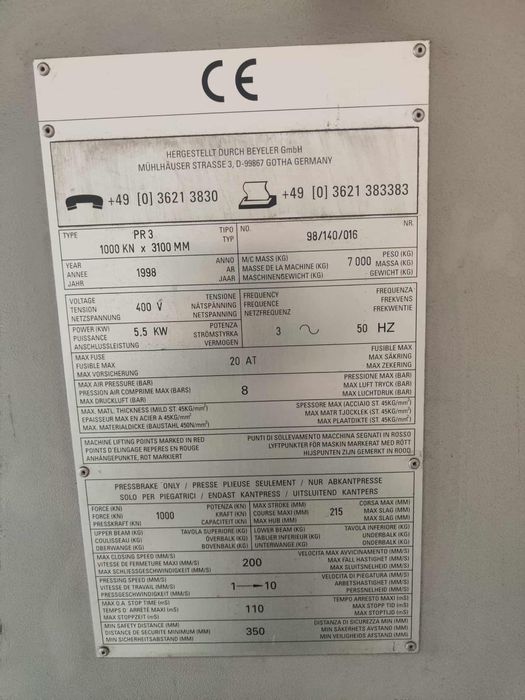 CE
HERGESTELLT DURCH BEYELER GmbH
MÜHLHÄUSER STRASSE 3, D-99867 GOTHA GERMANY
+49 [0] 3621 3830 +49 [0] 3621 383383
TYPE PR 3 TIPO NO. 98/140/016 NR.
1000 KN x 3100 MM TYP
YEAR ANNO M/C MASS (KG) 7 000 PESO (KG)
ANNEE 1998 AR MASSE DE LA MACHINE (KG) MASSA (KG)
JAHR JAAR MASCHINENGEWICHT (KG) GEWICHT (KG)
VOLTAGE TENSIONE FREQUENCY FREQUENZA
TENSION 400 V NÄTSPÄNNING FREQUENCY FREKVENS
NETZSPANNUNG NETSPANNING NETZFREQUENZ FREKWENTIE
POWER (KW) POTENZA
PUISSANCE 5,5 KW STRÖMSTYRKA 3 ~ 50 HZ
ANSCHLUSSLEISTUNG VERMOGEN
MAX FUSE FUSIBLE MAX
FUSIBLE MAX 20 AT MAX SÄKRING
MAX VORSICHERUNG MAX ZEKERING
MAX AIR PRESSURE (BAR) PRESSIONE MAX (BAR)
PRESSION AIR COMPRIME MAX (BARS) 8 MAX LUFT TRYCK (BAR)
MAX DRUCKLUFT (BAR) MAX LUCHTDRUK (BAR)
MAX. MATL THICKNESS (MILD ST. 45KG/mm²) SPESSORE MAX (ACCIAIO ST 45KG/mm²)
EPAISSEUR MAX EN ACIER A 45KG/mm²) MAX MATR TJOCKLEK (ST. 45KG/mm²)
MAX. MATERIALDICKE (BAUSTAHL 450N/mm²) MAX PLAATDIKTE (ST. 45KG/mm²)
MACHINE LIFTING POINTS MARKED IN RED PUNTI DI SOLLEVAMENTO MACCHINA SEGNATI IN ROSSO
POINTS D'ELINGAGE REPERES EN ROUGE LYFTPUNKTER FÖR MASKIN MARKERAT MED RÖTT
ANHÄNGEPUNKTE, ROT MARKIERT HIJSPUNTEN ZIJN GEMERKT IN ROOD
PRESSBRAKE ONLY / PRESSE PLIEUSE SEULEMENT / NUR ABKANTPRESSE
SOLO PER PIEGATRICI / ENDAST KANTPRESS / UITSLUITEND KANTPERS
FORCE (KN) POTENZA (KN) MAX STROKE (MM) CORSA MAX (MM)
FORCE (KN) 1000 KRAFT (KN) COURSE MAXI (MM) 215 MAX SLAG (MM)
PRESSKRAFT (KN) CAPACITEIT (KN) MAX HUB (MM) MAX SLAG (MM)
UPPER BEAM (MM) TAVOLA SUPERIORE (KG) LOWER BEAM (MM) TAVOLA INFERIORE (KG)
COULISSEAU (KG) ÖVERBALK (KG) TABLIER INFERIEUR (KG) UNDERBALK (KG)
OBERWANGE (KG) BOVENBALK (KG) UNTERWANGE (KG) ONDERBALK (KG)
MAX CLOSING SPEED (MM/S) VELOCITA MAX AVVICINAMENTO (MM/S)
VITESSE DE FERMETURE MAXI (MM/S) 200 MAX FALL HASTIGHET (MM/S)
MAX SCHLIESSGESCHWINDIGKEIT (MM/S) MAX SLUITSNELHEID (MM/S)
PRESSING SPEED (MM/S) VELOCITA DI PIEGATURA (MM/S)
VITESSE DE TRAVAIL (MM/S) 1 → 10 ARBETSHASTIGHET (MM/S)
PRESSGESCHWINDIGKEIT (MM/S) PERSSNELHEID (MM/S)
MAX O.A. STOP TIME (mS) TEMPO ARRESTO MAXI (mS)
TEMPS D' ARRÊTE MAXI (mS) 110 MAX STOPP TID (mS)
MAX STOPPZEIT (mS) MAX STOPTIJD (mS)
MIN SAFETY DISTANCE (MM) DISTANZA DI SICUREZZA MIN (MM)
DISTANCE DE SECURITE MINIMUM (MM) 350 MIN SÄKERHETS AVSTAND (MM)
MIN SICHERHEITSABSTAND (MM) MIN VEILIGHEIDS AFSTAND (MM)